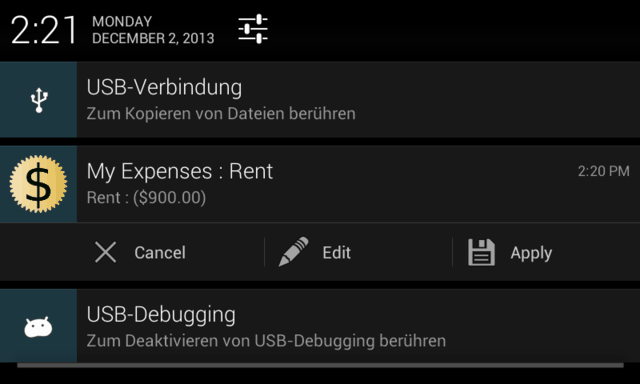 2:21
MONDAY
DECEMBER 2, 2013
USB-Verbindung
Zum Kopieren von Dateien berühren
$
My Expenses : Rent
2:20 PM
Rent : ($900.00)
Cancel
Edit
Apply
USB-Debugging
Zum Deaktivieren von USB-Debugging berühren